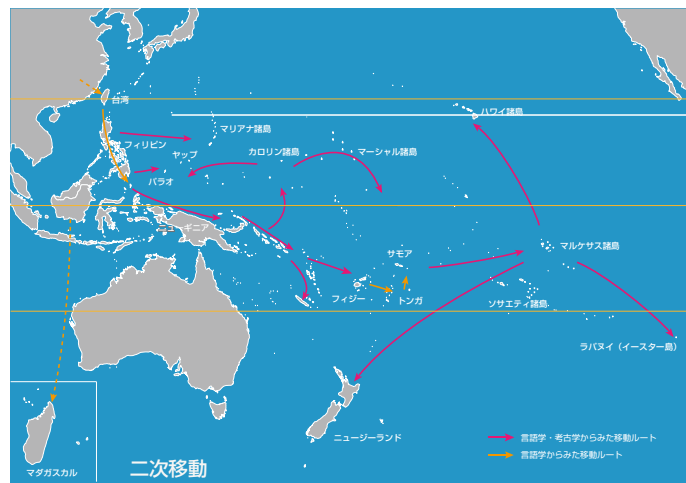 台湾
ハワイ諸島
マリアナ諸島
フィリピン
ヤップ
カロリン諸島
マーシャル諸島
パラオ
ニューギニア
サモア
マルケサス諸島
フィジー
トンガ
ソサエティ諸島
ラパヌイ（イースター島）
ニュージーランド
言語学・考古学からみた移動ルート
言語学からみた移動ルート
マダガスカル
二次移動